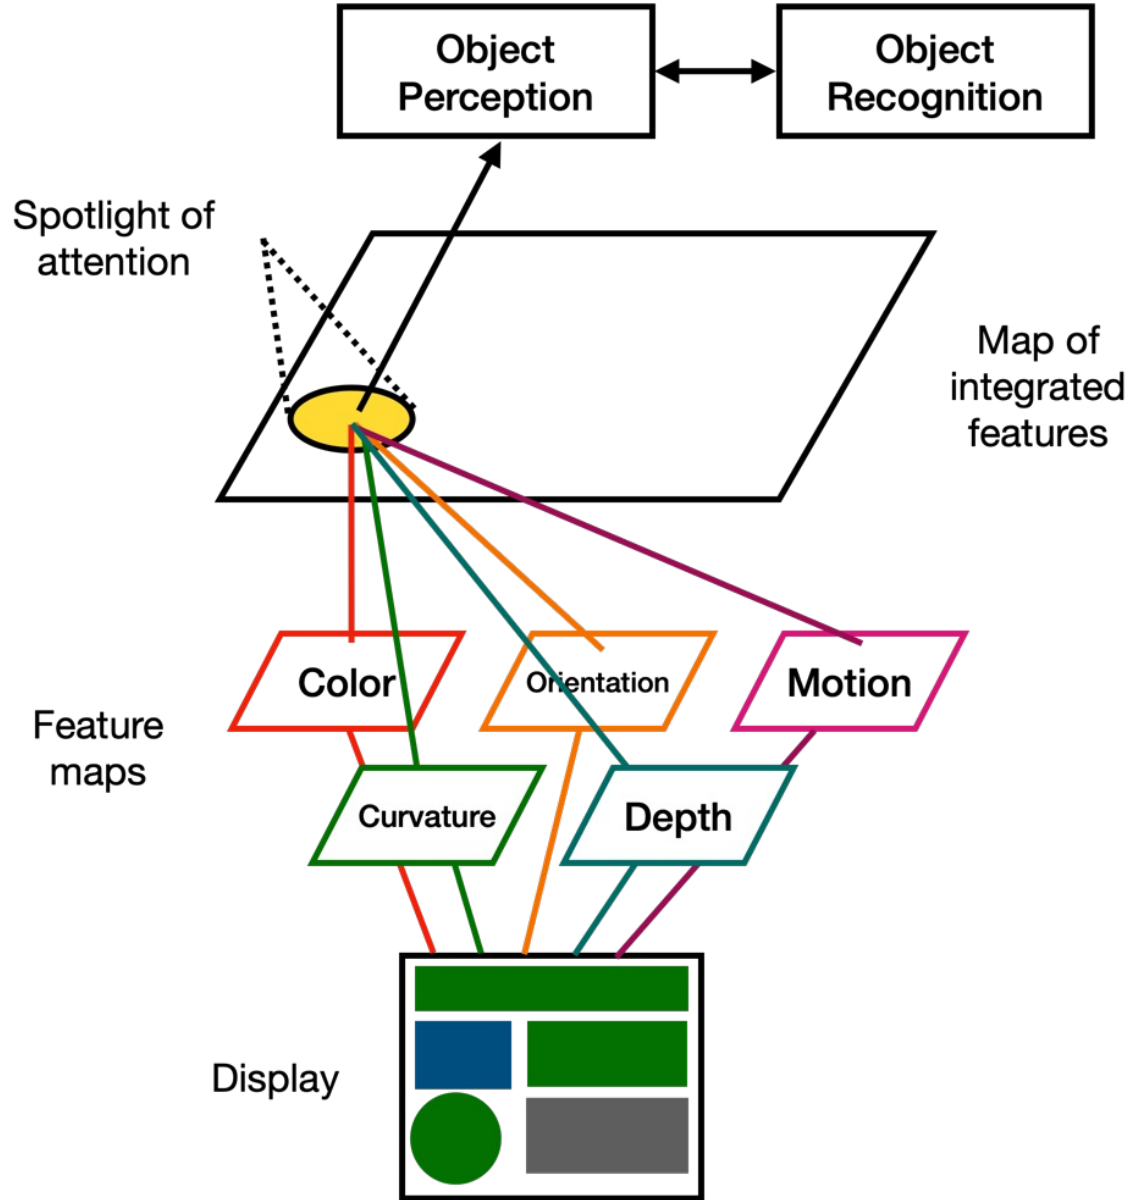 Object
Perception
Object
Recognition
Spotlight of
attention
Map of
integrated
features
Color
Orientation
Motion
Feature
maps
Curvature
Depth
Display